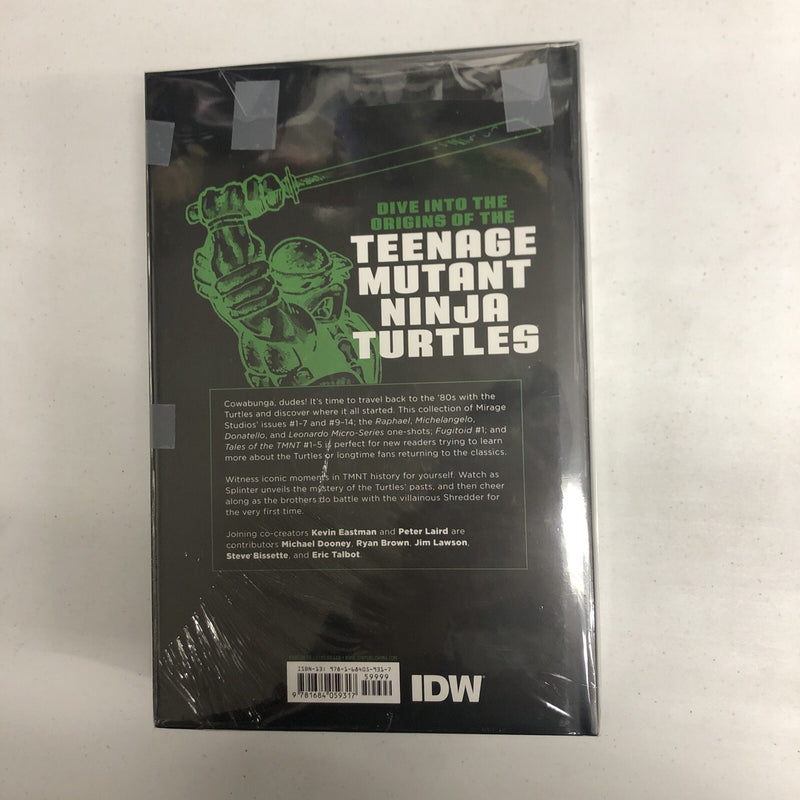 DIVE INTO THE
ORIGINS OF THE
TEENAGE
MUTANT
NINJA
TURTLES
Cowabunga, dudes! It's time to travel back to the '80s with the
Turtles and discover where it all started. This collection of Mirage
Studios' issues #1–7 and #9–14; the Raphael, Michelangelo,
Donatello, and Leonardo Micro-Series one-shots; Fugitoid #1; and
Tales of the TMNT #1–5 is perfect for new readers trying to learn
more about the Turtles or longtime fans returning to the classics.
Witness iconic moments in TMNT history for yourself. Watch as
Splinter unveils the mystery of the Turtles' pasts, and then cheer
along as the brothers do battle with the villainous Shredder for
the very first time.
Joining co-creators Kevin Eastman and Peter Laird are
contributors Michael Dooney, Ryan Brown, Jim Lawson,
Steve Bissette, and Eric Talbot.
ISBN-13: 978-1-68405-931-7
59999
9 781684 059317
IDW